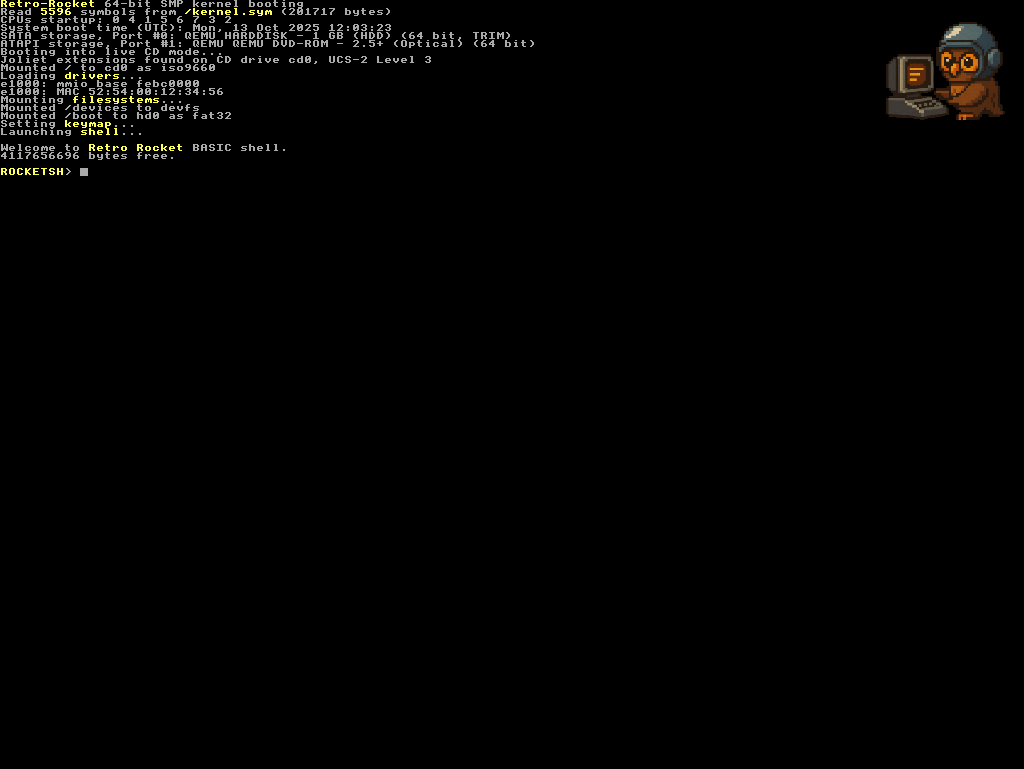 Retro-Rocket 64-bit SMP kernel booting
Read 5596 symbols from /kernel.sym (201717 bytes)
CPUs startup: 0 4 1 5 6 7 3 2
System boot time (UTC): Mon, 13 Oct 2025 12:03:23
SATA storage, Port #0: QEMU HARDDISK - 1 GB (HDD) (64 bit, TRIM)
ATAPI storage, Port #1: QEMU QEMU DVD-ROM - 2.5+ (Optical) (64 bit)
Booting into live CD mode...
Joliet extensions found on CD drive cd0, UCS-2 Level 3
Mounted / to cd0 as iso9660
Loading drivers...
e1000: mmio base febc0000
e1000: MAC 52:54:00:12:34:56
Mounting filesystems...
Mounted /devices to devfs
Mounted /boot to hd0 as fat32
Setting keymap...
Launching shell...
Welcome to Retro Rocket BASIC shell.
4117656696 bytes free.
ROCKETSH>